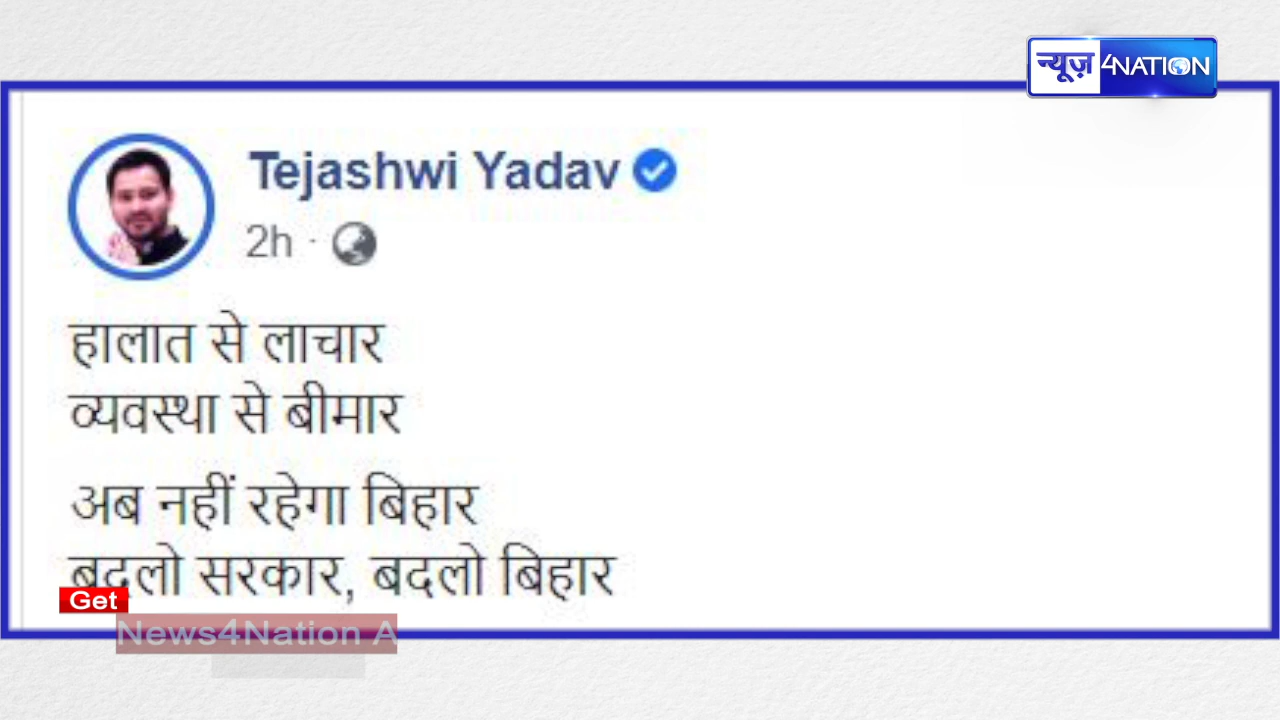 न्यूज़ 4NATION
Tejashwi Yadav
2h ·
हालात से लाचार
व्यवस्था से बीमार
अब नहीं रहेगा बिहार
बदलो सरकार, बदलो बिहार
Get
News4Nation A